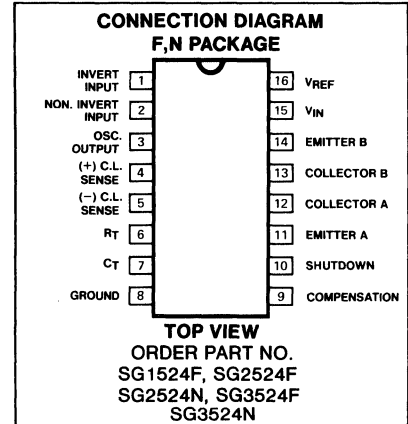 CONNECTION DIAGRAM
F,N PACKAGE
INVERT
INPUT 1
16 VREF
NON. INVERT
INPUT 2
15 VIN
OSC.
OUTPUT 3
14 EMITTER B
(+) C.L.
SENSE 4
13 COLLECTOR B
(−) C.L.
SENSE 5
12 COLLECTOR A
RT 6
11 EMITTER A
CT 7
10 SHUTDOWN
GROUND 8
9 COMPENSATION
TOP VIEW
ORDER PART NO.
SG1524F, SG2524F
SG2524N, SG3524F
SG3524N